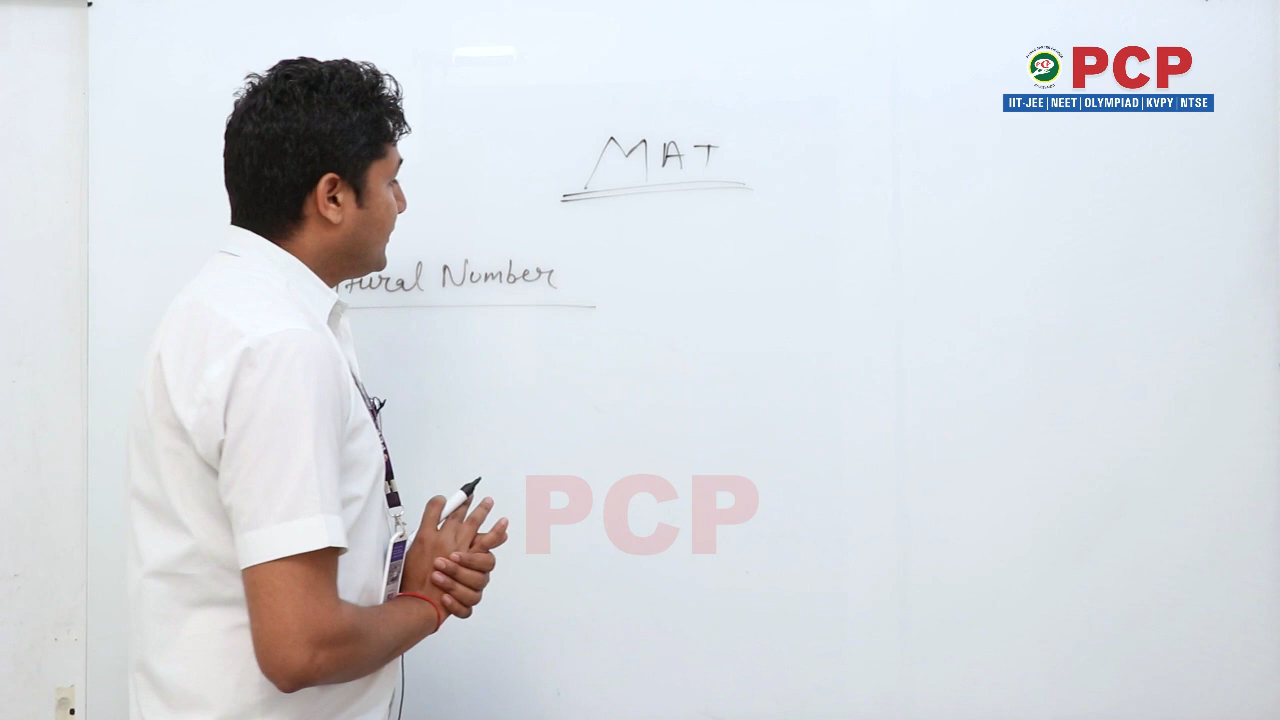 PCP
IIT-JEE | NEET | OLYMPIAD | KVPY | NTSE
MAT
tural Number
PCP